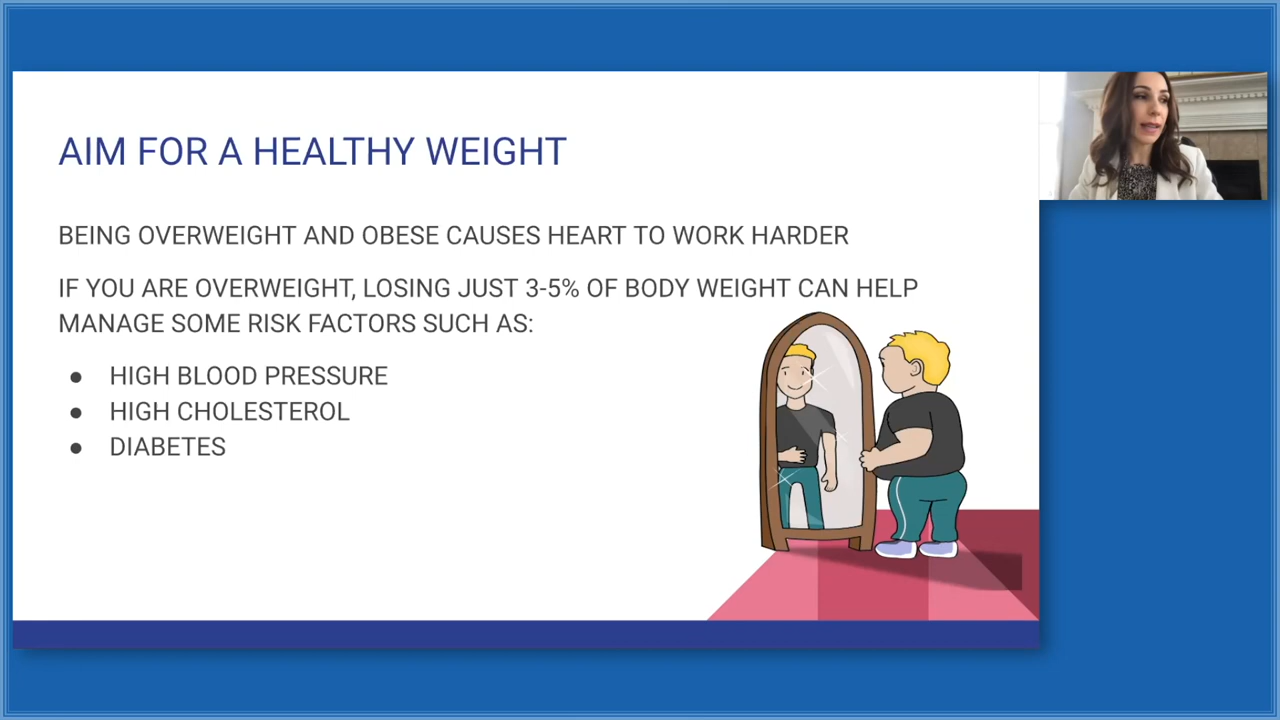 AIM FOR A HEALTHY WEIGHT
BEING OVERWEIGHT AND OBESE CAUSES HEART TO WORK HARDER
IF YOU ARE OVERWEIGHT, LOSING JUST 3-5% OF BODY WEIGHT CAN HELP
MANAGE SOME RISK FACTORS SUCH AS:
● HIGH BLOOD PRESSURE
● HIGH CHOLESTEROL
● DIABETES